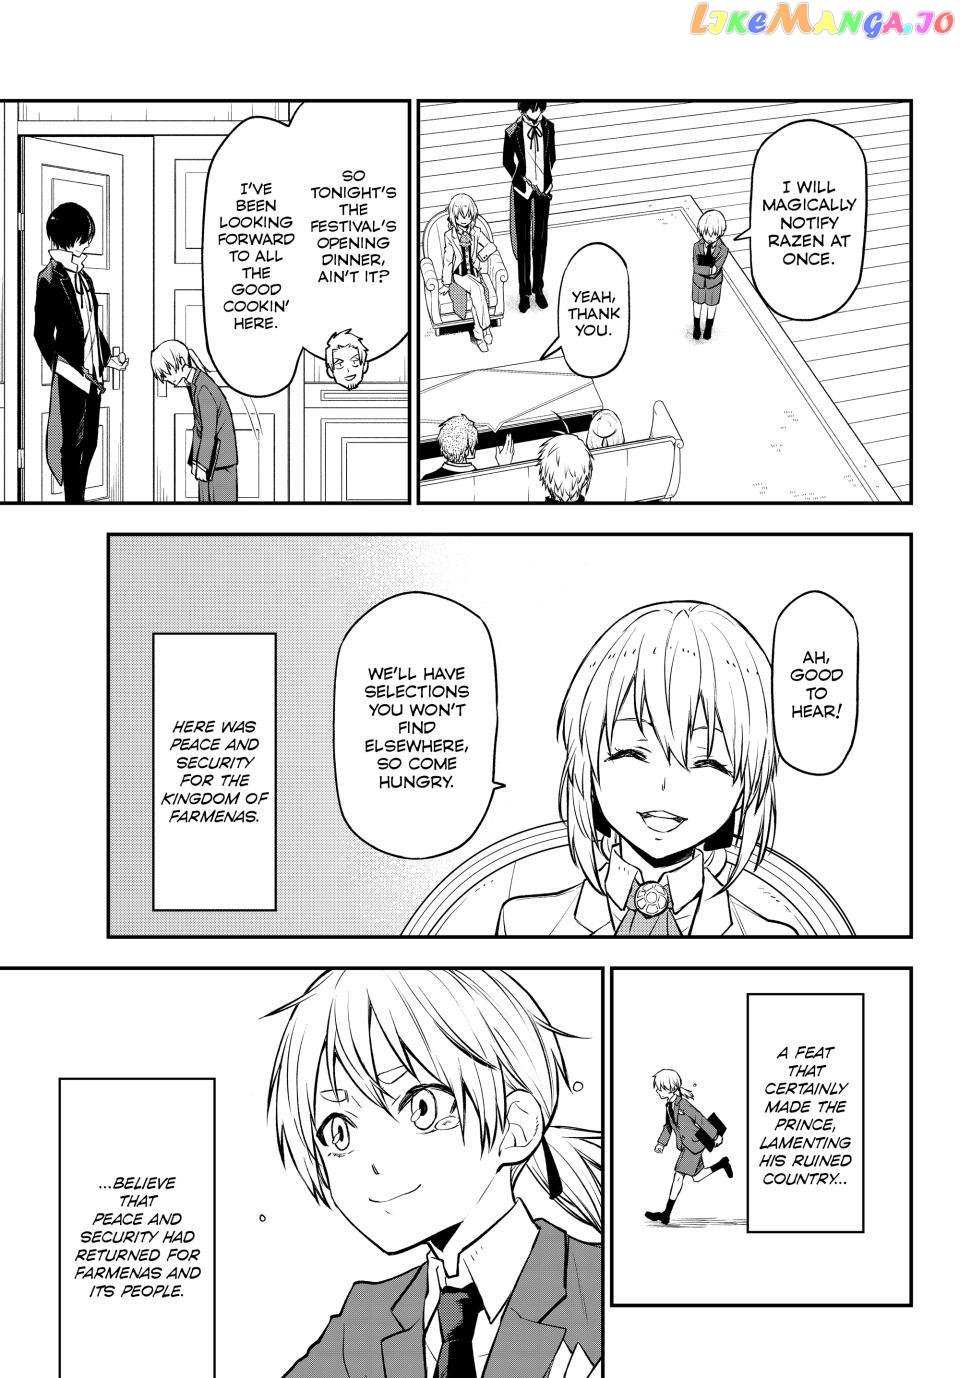 LIKEMANGA.IO
I WILL
MAGICALLY
NOTIFY
RAZEN AT
ONCE.
YEAH,
THANK
YOU.
SO
TONIGHT'S
THE
FESTIVAL'S
OPENING
DINNER,
AIN'T IT?
I'VE
BEEN
LOOKING
FORWARD
TO ALL
THE
GOOD
COOKIN'
HERE.
AH,
GOOD
TO
HEAR!
WE'LL HAVE
SELECTIONS
YOU WON'T
FIND
ELSEWHERE,
SO COME
HUNGRY.
HERE WAS
PEACE AND
SECURITY
FOR THE
KINGDOM OF
FARMENAS.
A FEAT
THAT
CERTAINLY
MADE THE
PRINCE,
LAMENTING
HIS RUINED
COUNTRY...
...BELIEVE
THAT
PEACE AND
SECURITY HAD
RETURNED FOR
FARMENAS AND
ITS PEOPLE.